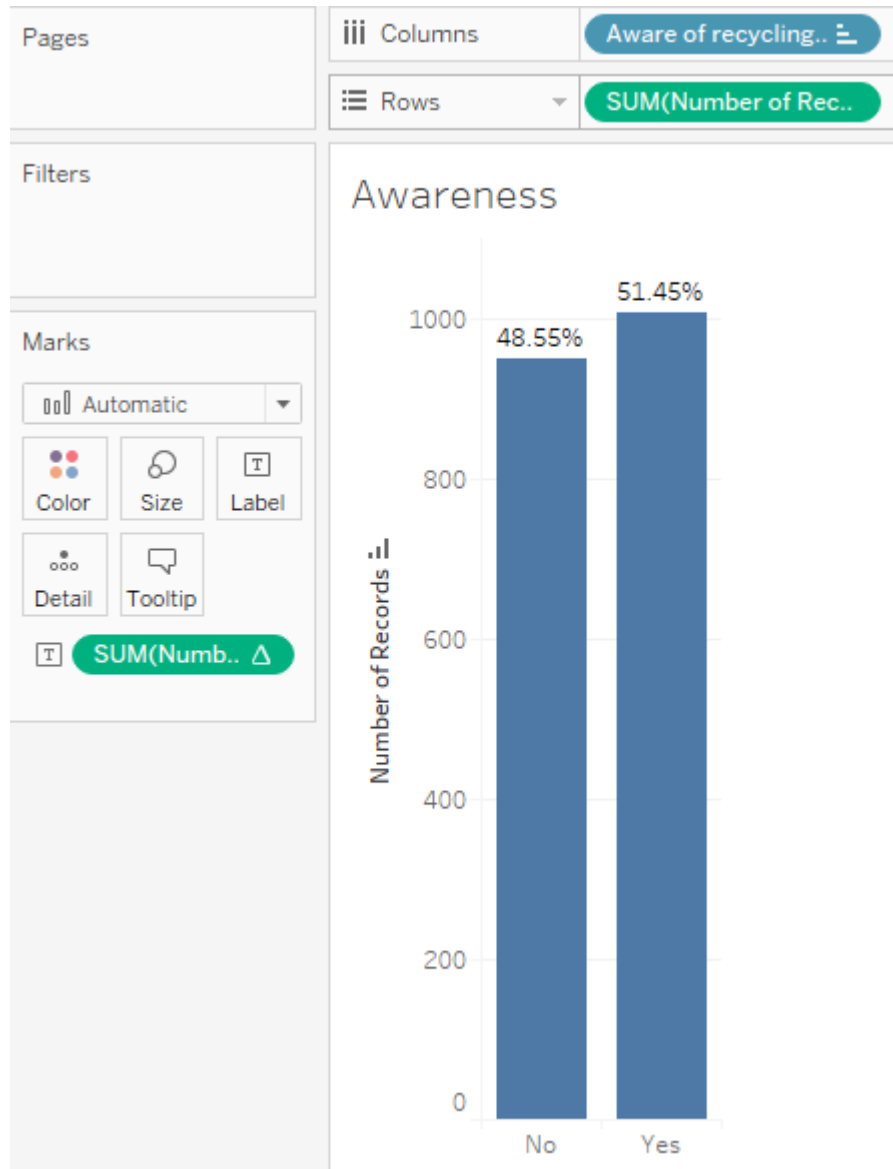 Pages
Columns
Aware of recycling..
Rows
SUM(Number of Rec..
Filters
Awareness
Marks
Automatic
Color
Size
T
Label
Detail
Tooltip
T
SUM(Numb.. Δ
51.45%
48.55%
1000
800
600
400
200
0
Number of Records
No
Yes